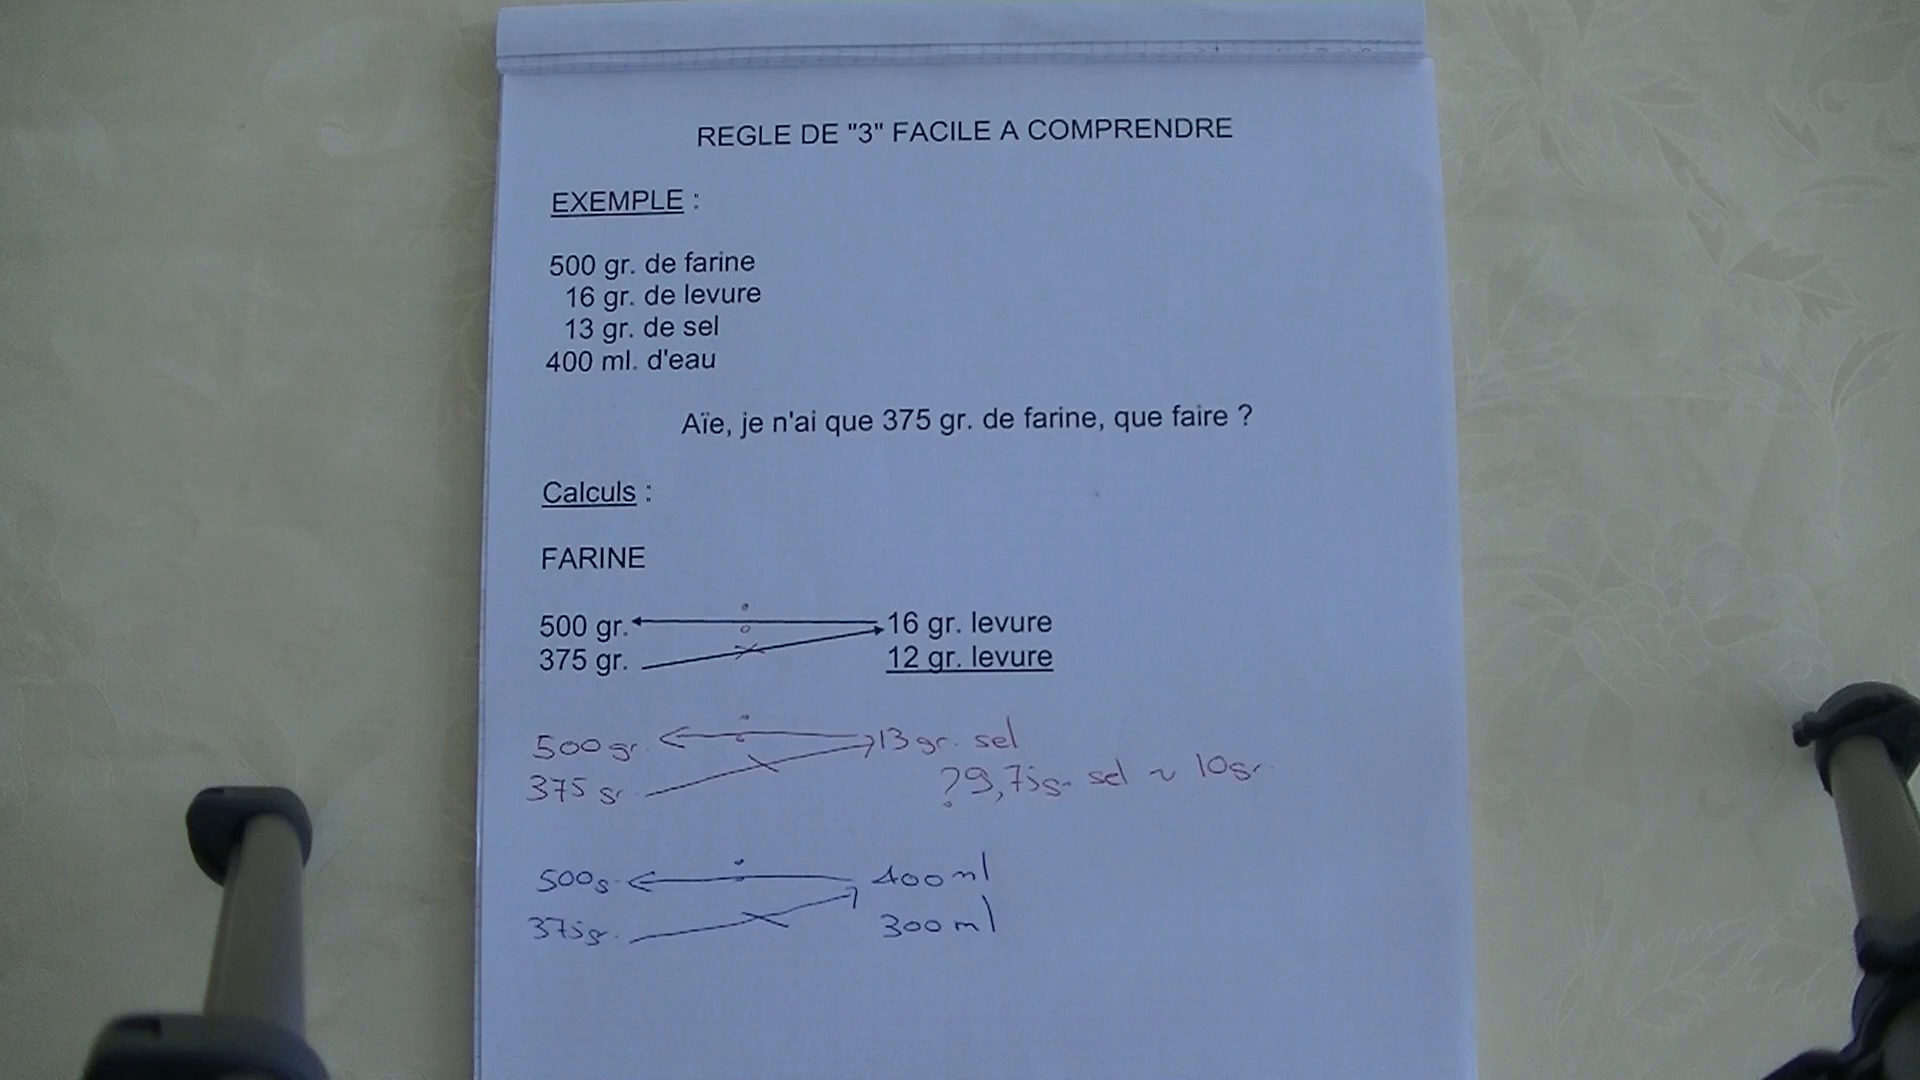 REGLE DE "3" FACILE A COMPRENDRE
EXEMPLE :
500 gr. de farine
16 gr. de levure
13 gr. de sel
400 ml. d'eau
Aïe, je n'ai que 375 gr. de farine, que faire ?
Calculs :
FARINE
500 gr. : 16 gr. levure
375 gr. × 12 gr. levure
500 gr. : 13 gr. sel
375 gr × ? 9,75 gr. sel ~ 10 gr.
500 g : 400 ml
375 gr. × 300 ml